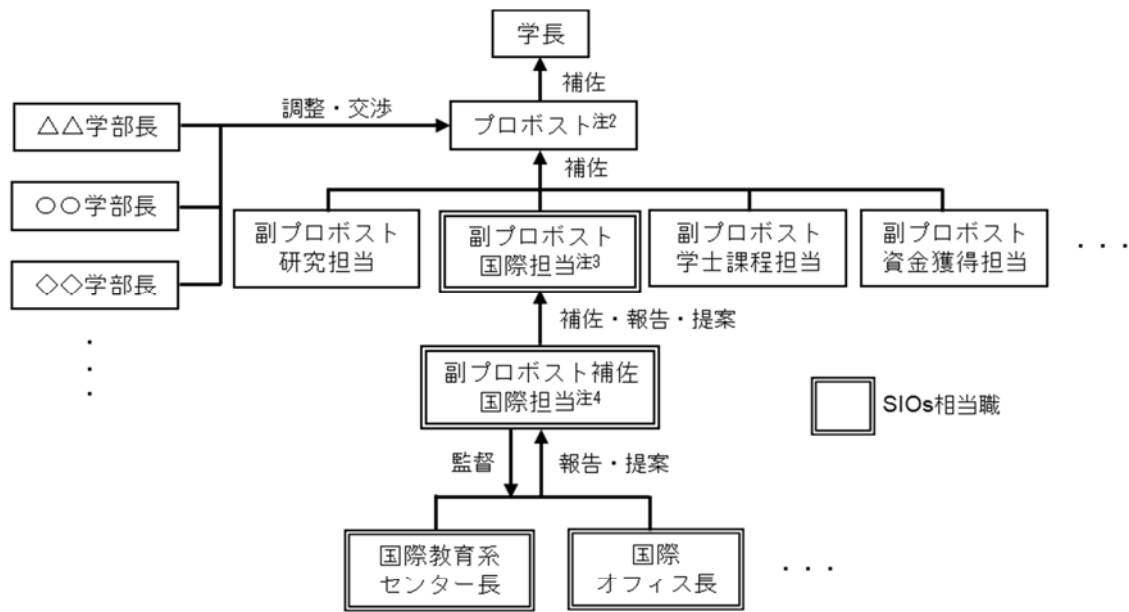 学長
補佐
調整・交渉
△△学部長
プロボスト注2
補佐
○○学部長
副プロボスト
研究担当
副プロボスト
国際担当注3
副プロボスト
学士課程担当
副プロボスト
資金獲得担当
・・・
◇◇学部長
・
・
・
補佐・報告・提案
副プロボスト補佐
国際担当注4
SIOs相当職
監督
報告・提案
国際教育系
センター長
国際
オフィス長
・・・